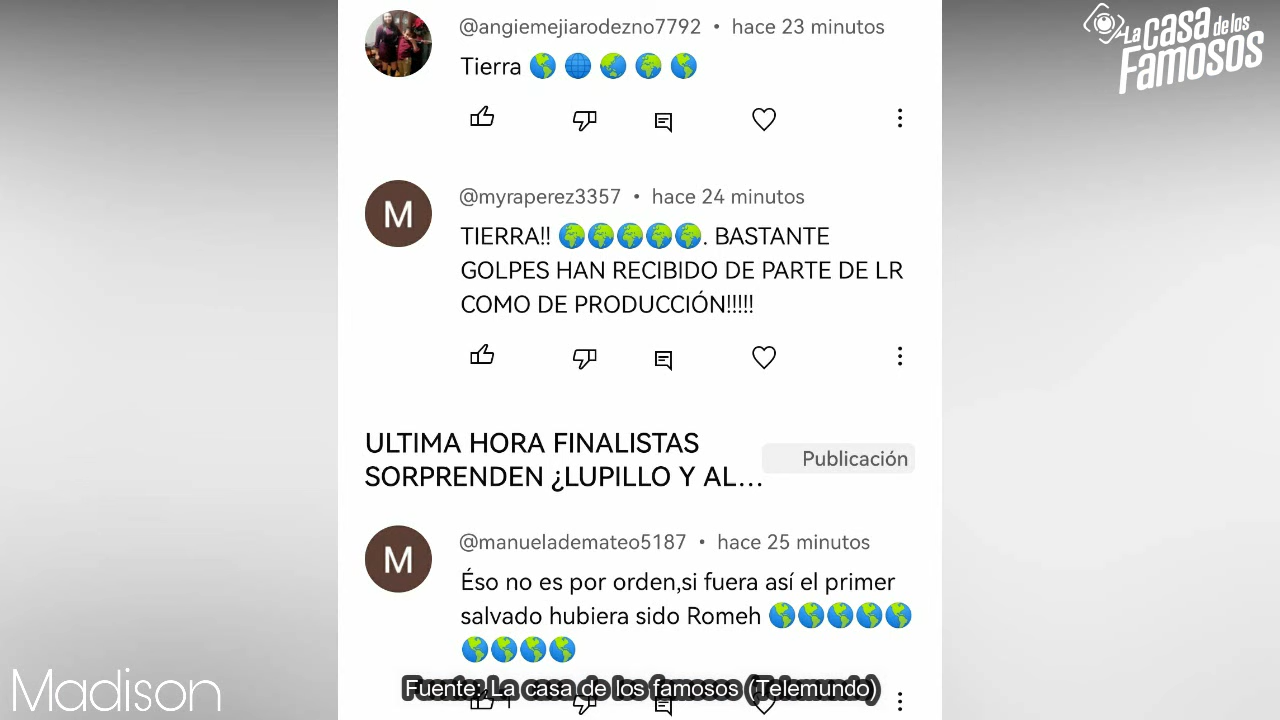 @angiemejiarodezno7792 • hace 23 minutos
Tierra 🌎 🌐 🌏 🌍 🌎
M
@myraperez3357 • hace 24 minutos
TIERRA!! 🌍🌍🌍🌍🌍. BASTANTE
GOLPES HAN RECIBIDO DE PARTE DE LR
COMO DE PRODUCCIÓN!!!!!
ULTIMA HORA FINALISTAS
SORPRENDEN ¿LUPILLO Y AL...
Publicación
M
@manuelademateo5187 • hace 25 minutos
Éso no es por orden,si fuera así el primer
salvado hubiera sido Romeh 🌎🌎🌎🌎🌎
🌎🌎🌎🌎
1
Fuente: La casa de los famosos (Telemundo)
La CASA de los
Famosos
Madison